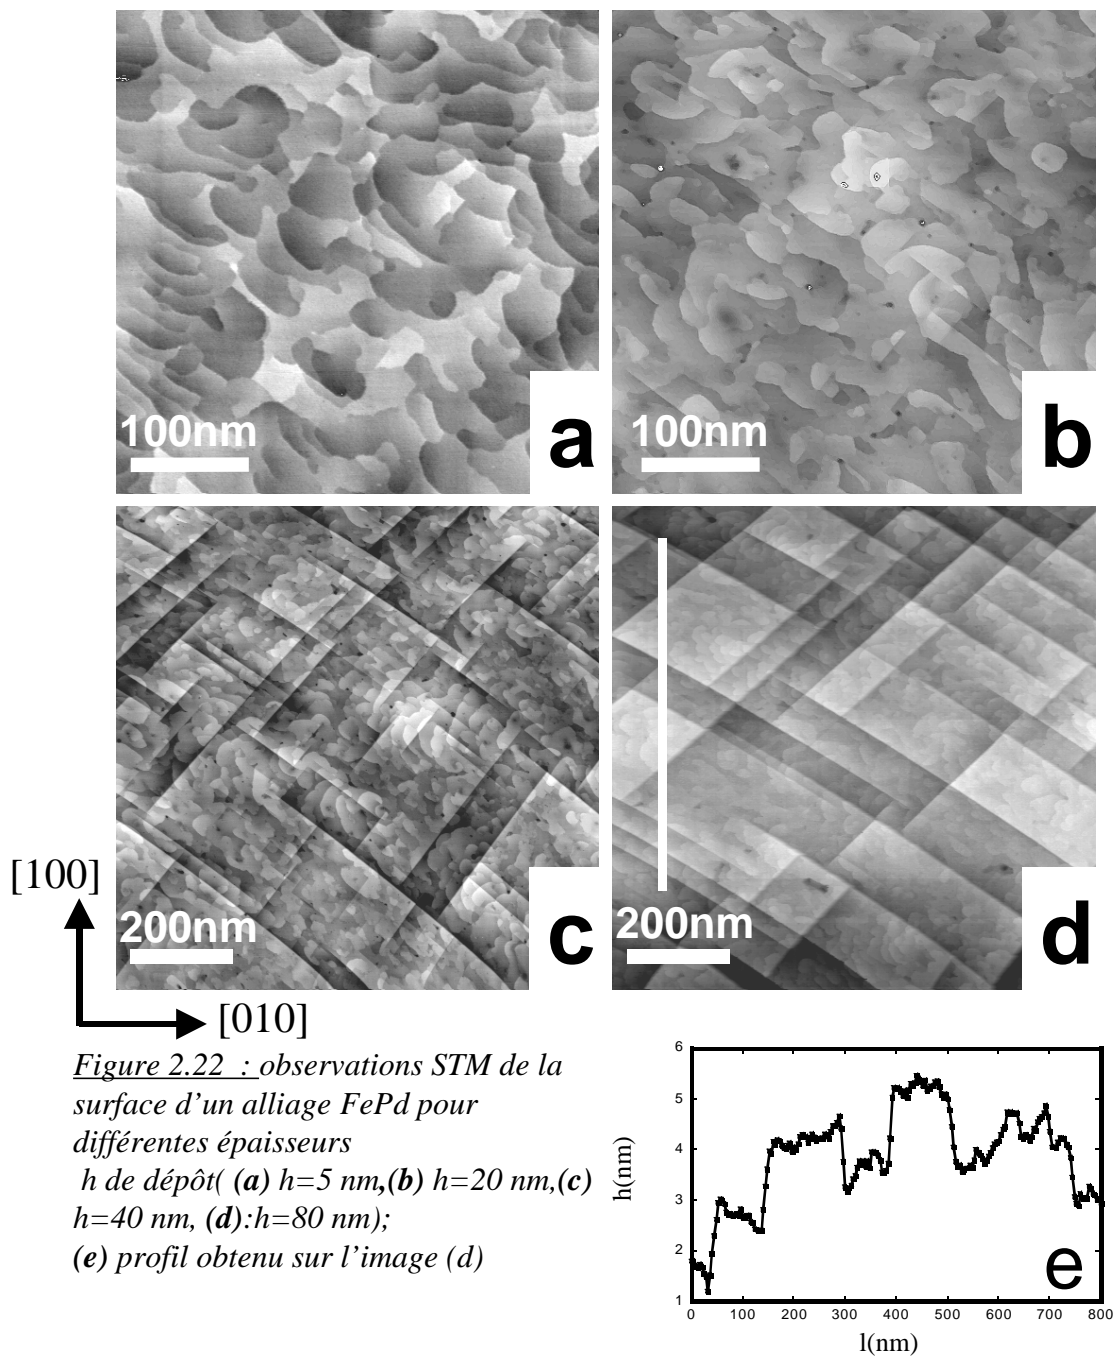 100nm
a
100nm
b
200nm
c
200nm
d
[100]
[010]
Figure 2.22 : observations STM de la
surface d'un alliage FePd pour
différentes épaisseurs
h de dépôt( (a) h=5 nm,(b) h=20 nm,(c)
h=40 nm, (d):h=80 nm);
(e) profil obtenu sur l'image (d)
6
5
4
3
2
1
h(nm)
e
0 100 200 300 400 500 600 700 800
l(nm)